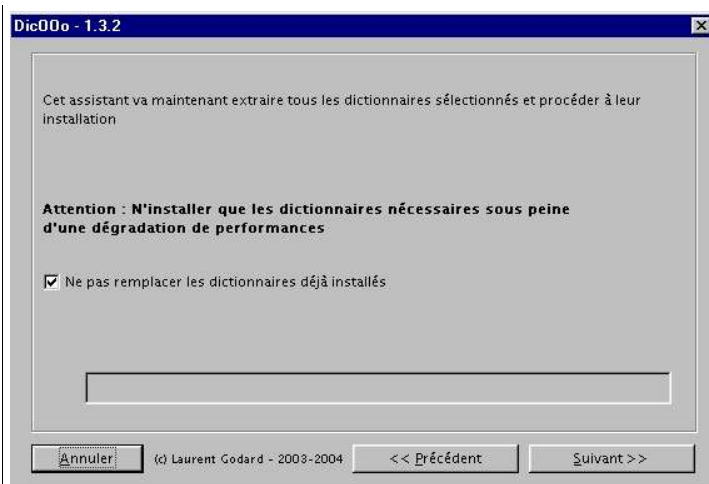 DicOOo - 1.3.2
Cet assistant va maintenant extraire tous les dictionnaires sélectionnés et procéder à leur
installation
Attention : N'installer que les dictionnaires nécessaires sous peine
d'une dégradation de performances
Ne pas remplacer les dictionnaires déjà installés
Annuler (c) Laurent Godard - 2003-2004 << Précédent Suivant >>